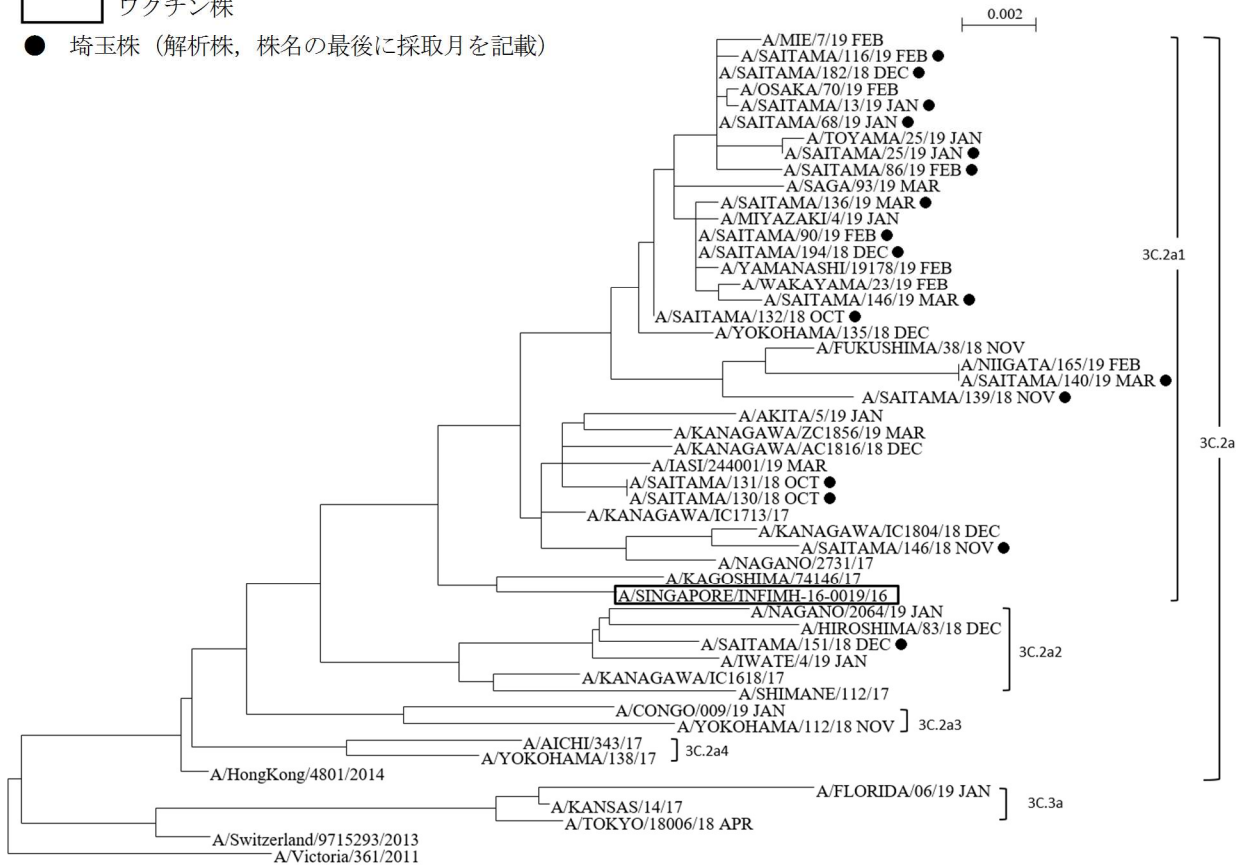 ワクチン株
● 埼玉株（解析株，株名の最後に採取月を記載）
0.002
A/MIE/7/19 FEB
A/SAITAMA/116/19 FEB ●
A/SAITAMA/182/18 DEC ●
A/OSAKA/70/19 FEB
A/SAITAMA/13/19 JAN ●
A/SAITAMA/68/19 JAN ●
A/TOYAMA/25/19 JAN
A/SAITAMA/25/19 JAN ●
A/SAITAMA/86/19 FEB ●
A/SAGA/93/19 MAR
A/SAITAMA/136/19 MAR ●
A/MIYAZAKI/4/19 JAN
A/SAITAMA/90/19 FEB ●
A/SAITAMA/194/18 DEC ●
3C.2a1
A/YAMANASHI/19178/19 FEB
A/WAKAYAMA/23/19 FEB
A/SAITAMA/146/19 MAR ●
A/SAITAMA/132/18 OCT ●
A/YOKOHAMA/135/18 DEC
A/FUKUSHIMA/38/18 NOV
A/NIIGATA/165/19 FEB
A/SAITAMA/140/19 MAR ●
A/SAITAMA/139/18 NOV ●
A/AKITA/5/19 JAN
A/KANAGAWA/ZC1856/19 MAR
3C.2a
A/KANAGAWA/AC1816/18 DEC
A/IASI/244001/19 MAR
A/SAITAMA/131/18 OCT ●
A/SAITAMA/130/18 OCT ●
A/KANAGAWA/IC1713/17
A/KANAGAWA/IC1804/18 DEC
A/SAITAMA/146/18 NOV ●
A/NAGANO/2731/17
A/KAGOSHIMA/74146/17
A/SINGAPORE/INFIMH-16-0019/16
A/NAGANO/2064/19 JAN
A/HIROSHIMA/83/18 DEC
A/SAITAMA/151/18 DEC ●
3C.2a2
A/IWATE/4/19 JAN
A/KANAGAWA/IC1618/17
A/SHIMANE/112/17
A/CONGO/009/19 JAN
A/YOKOHAMA/112/18 NOV
3C.2a3
A/AICHI/343/17
3C.2a4
A/YOKOHAMA/138/17
A/HongKong/4801/2014
A/FLORIDA/06/19 JAN
3C.3a
A/KANSAS/14/17
A/TOKYO/18006/18 APR
A/Switzerland/9715293/2013
A/Victoria/361/2011